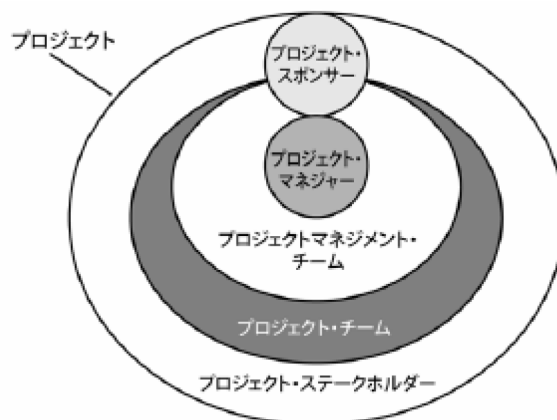 プロジェクト
プロジェクト・
スポンサー
プロジェクト・
マネジャー
プロジェクトマネジメント・
チーム
プロジェクト・チーム
プロジェクト・ステークホルダー